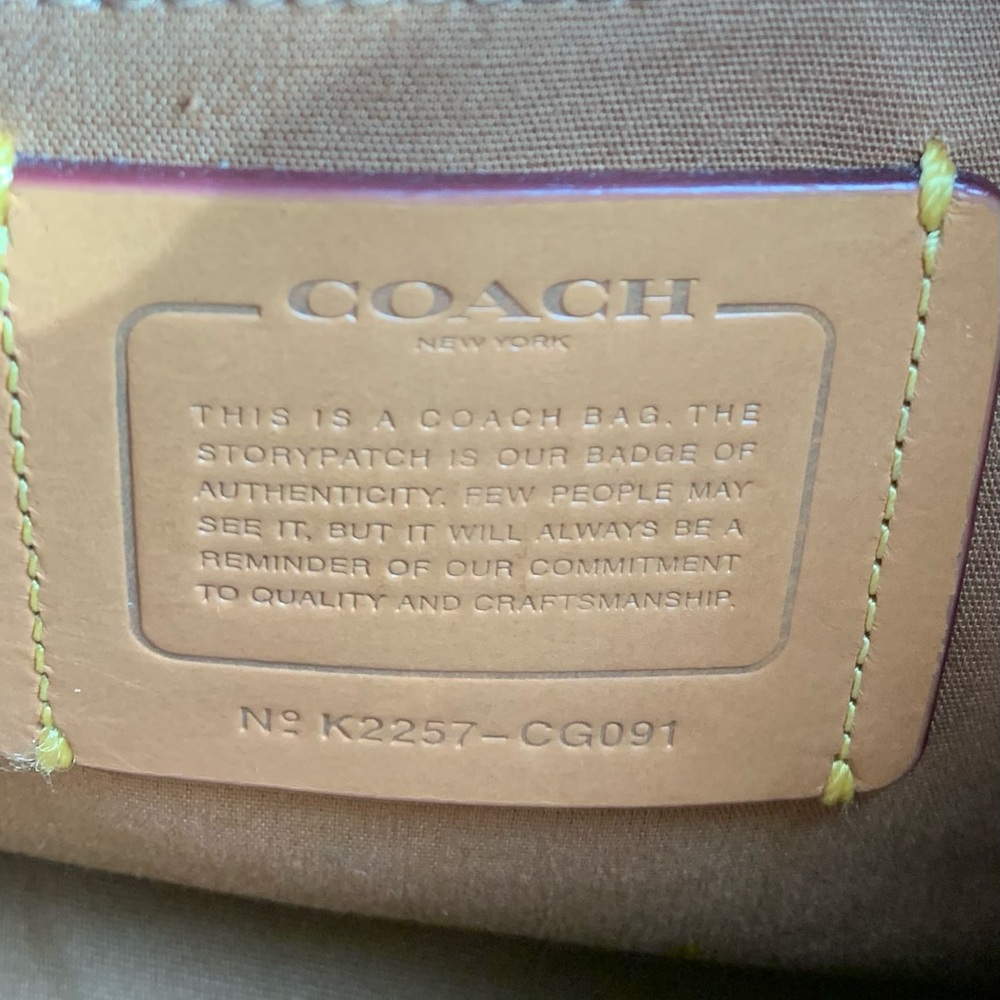 COACH
NEW YORK
THIS IS A COACH BAG. THE
STORYPATCH IS OUR BADGE OF
AUTHENTICITY. FEW PEOPLE MAY
SEE IT, BUT IT WILL ALWAYS BE A
REMINDER OF OUR COMMITMENT
TO QUALITY AND CRAFTSMANSHIP.
Nº K2257-CG091